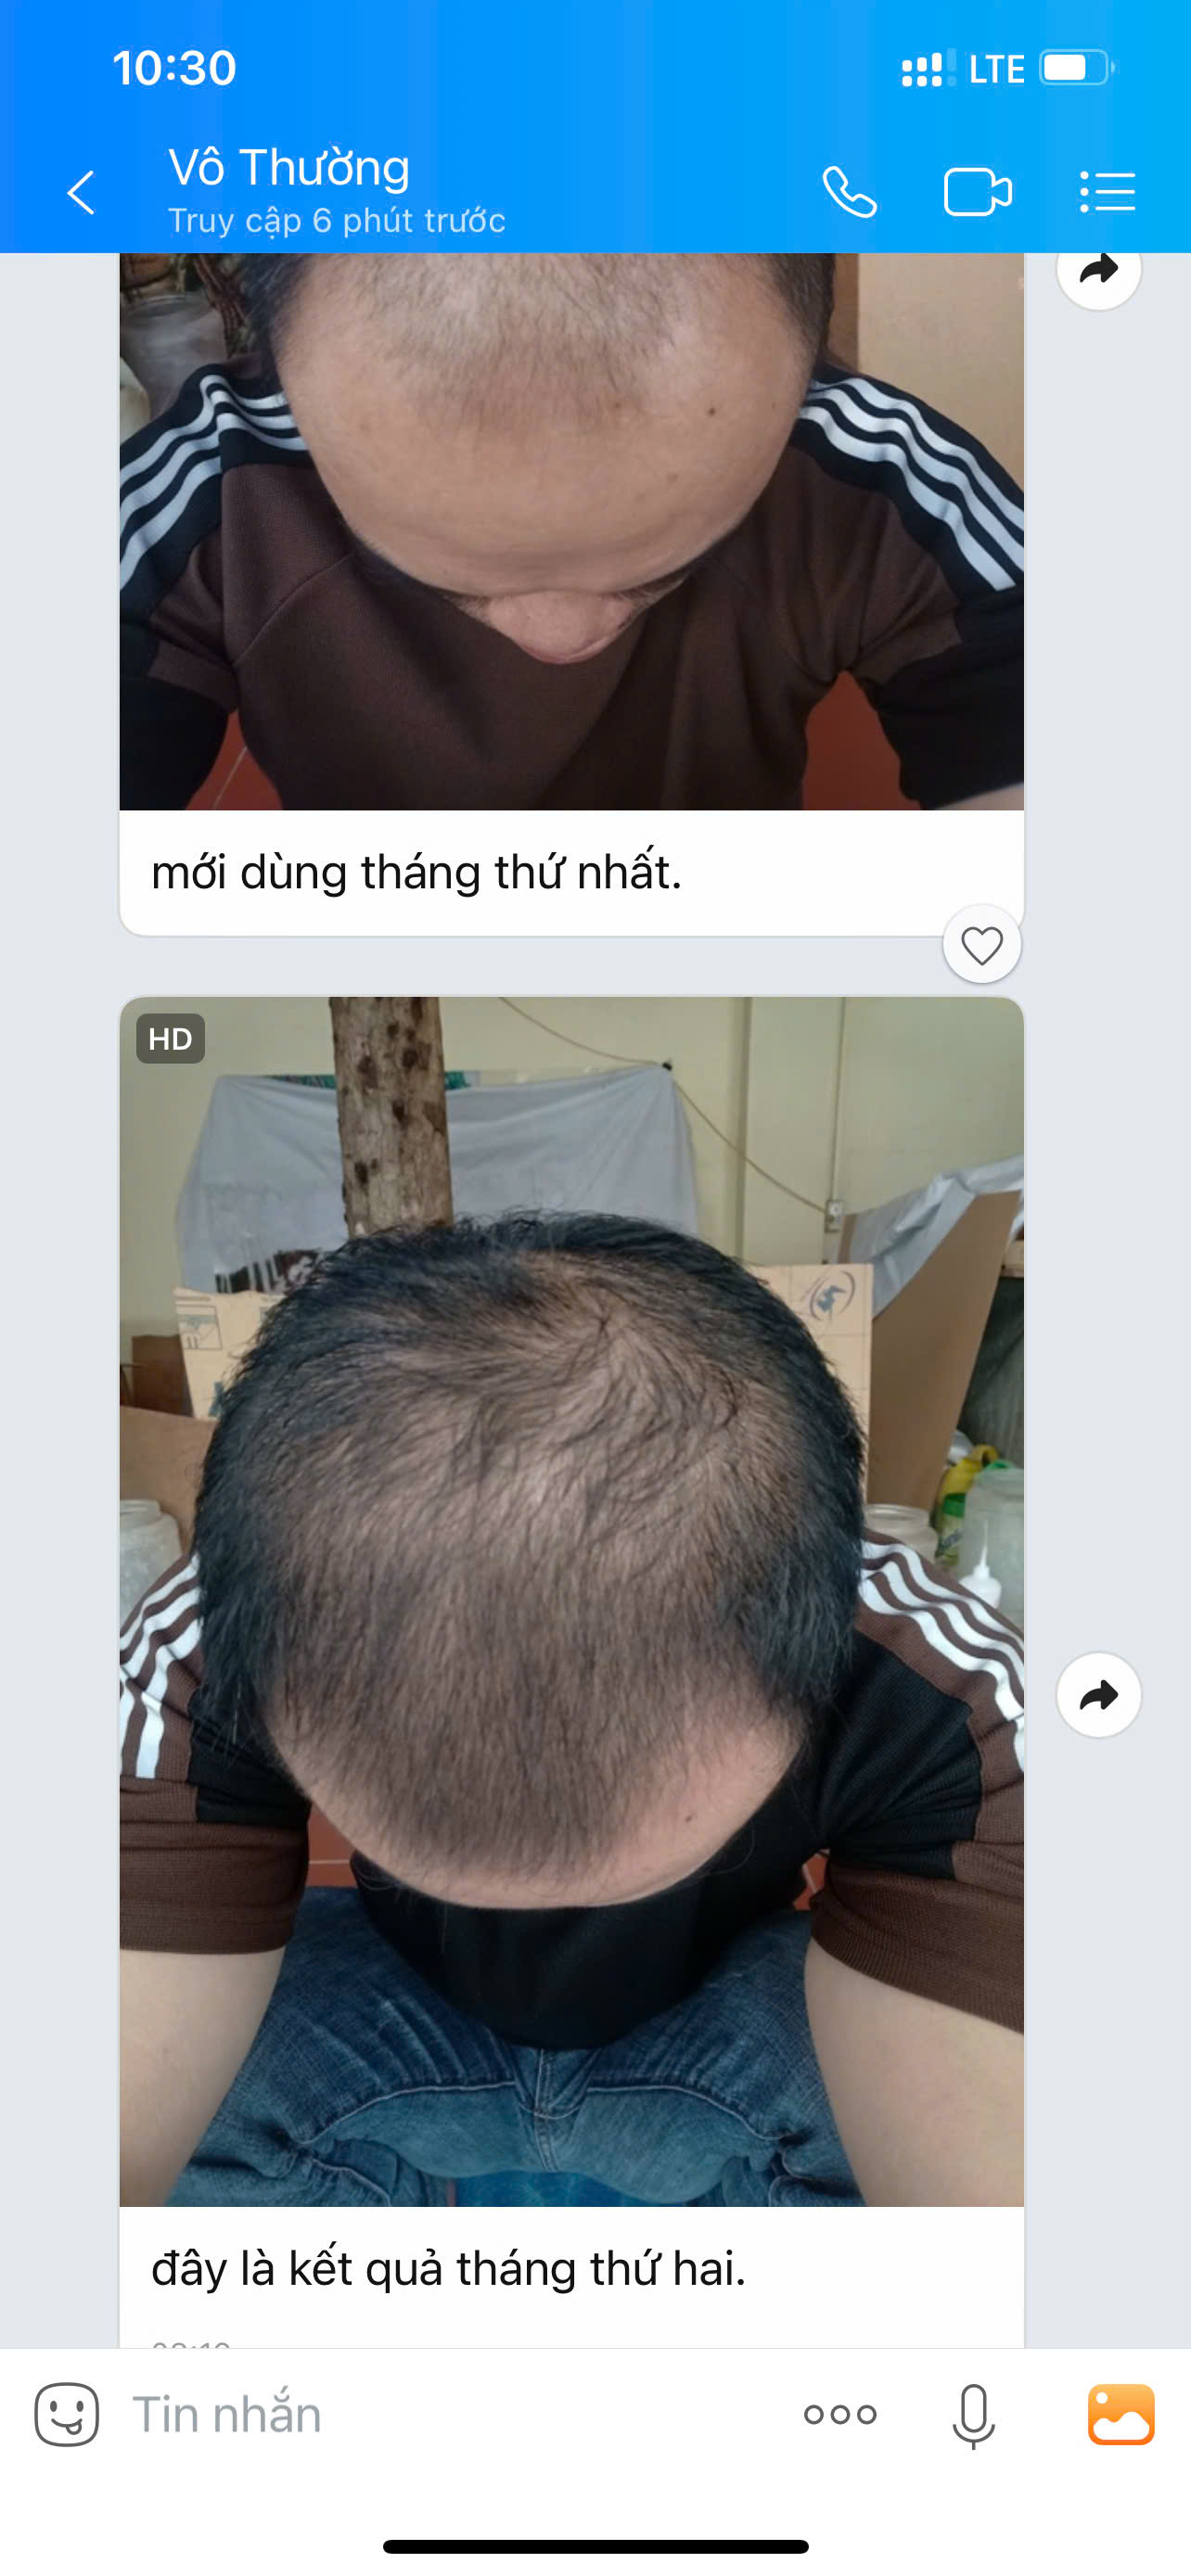 10:30
LTE
Vô Thường
Truy cập 6 phút trước
mới dùng tháng thứ nhất.
HD
đây là kết quả tháng thứ hai.
Tin nhắn